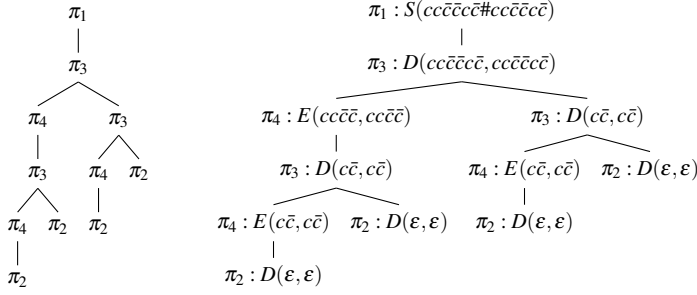 π₁
π₃
π₄ π₃
π₃ π₄ π₂
π₄ π₂ π₂
π₂
π₁ : S(ccc̄c̄cc̄#ccc̄c̄cc̄)
π₃ : D(ccc̄c̄cc̄, ccc̄c̄cc̄)
π₄ : E(ccc̄c̄, ccc̄c̄) π₃ : D(cc̄, cc̄)
π₃ : D(cc̄, cc̄) π₄ : E(cc̄, cc̄) π₂ : D(ε, ε)
π₄ : E(cc̄, cc̄) π₂ : D(ε, ε) π₂ : D(ε, ε)
π₂ : D(ε, ε)